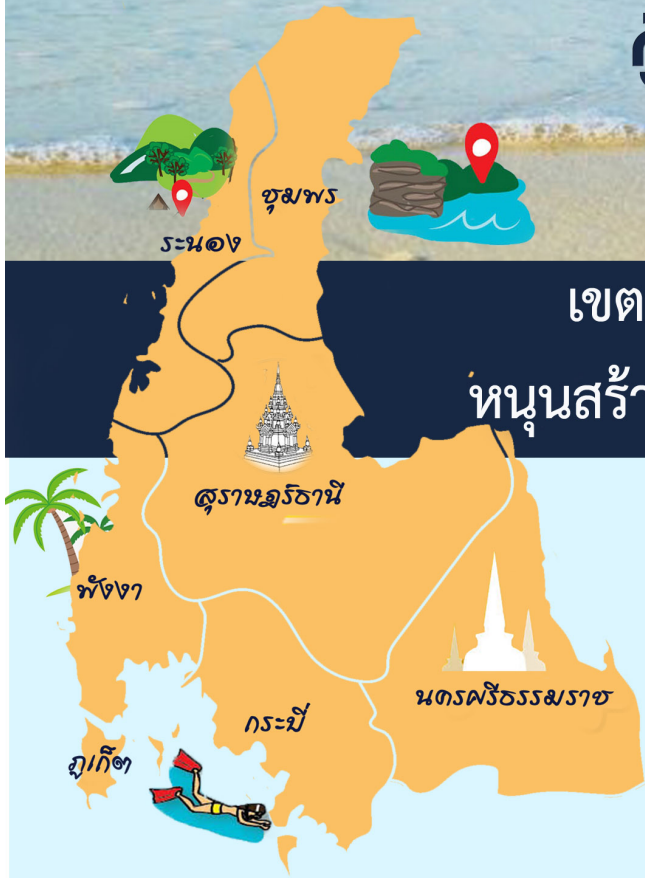 ชุมพร
ระนอง
เขต
หนุนสร้า
สุราษฎร์ธานี
พังงา
นครศรีธรรมราช
กระบี่
ภูเก็ต